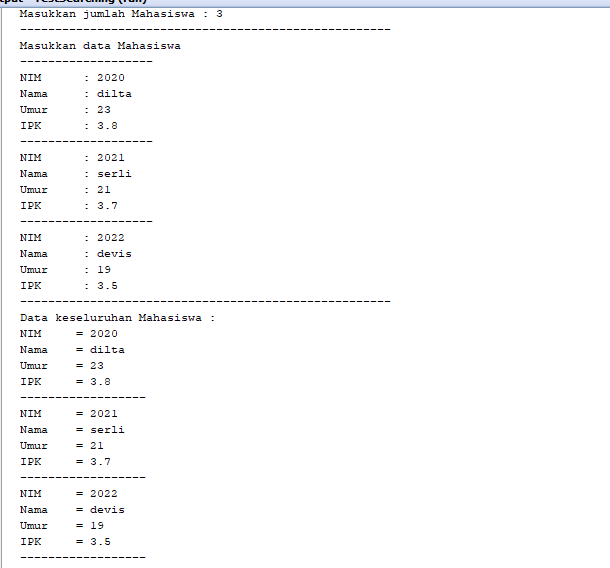 Masukkan jumlah Mahasiswa : 3
-----------------------------------------------------
Masukkan data Mahasiswa
-------------------
NIM      : 2020
Nama     : dilta
Umur     : 23
IPK      : 3.8
-------------------
NIM      : 2021
Nama     : serli
Umur     : 21
IPK      : 3.7
-------------------
NIM      : 2022
Nama     : devis
Umur     : 19
IPK      : 3.5
-----------------------------------------------------
Data keseluruhan Mahasiswa :
NIM     = 2020
Nama    = dilta
Umur    = 23
IPK     = 3.8
------------------
NIM     = 2021
Nama    = serli
Umur    = 21
IPK     = 3.7
------------------
NIM     = 2022
Nama    = devis
Umur    = 19
IPK     = 3.5
------------------